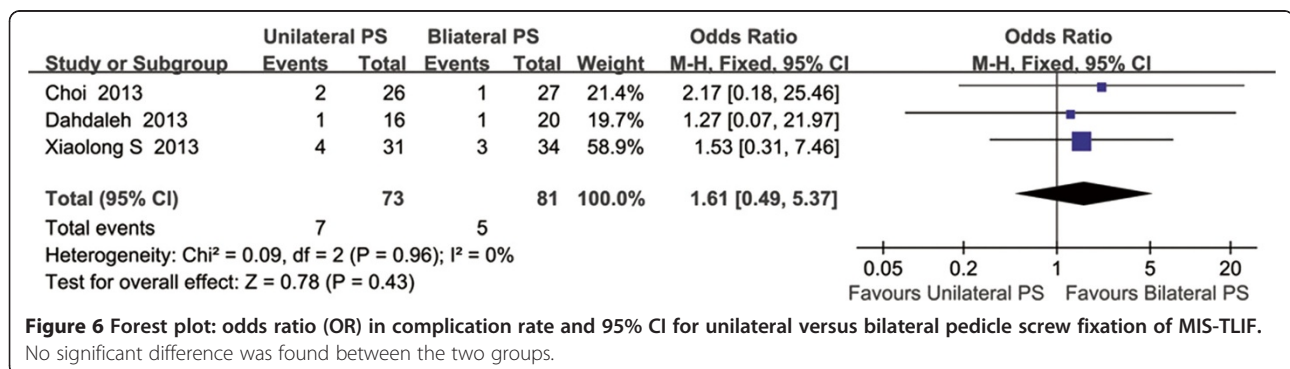 Unilateral PS Bliateral PS Odds Ratio Odds Ratio
Study or Subgroup Events Total Events Total Weight M-H, Fixed, 95% CI M-H, Fixed, 95% CI
Choi 2013 2 26 1 27 21.4% 2.17 [0.18, 25.46]
Dahdaleh 2013 1 16 1 20 19.7% 1.27 [0.07, 21.97]
Xiaolong S 2013 4 31 3 34 58.9% 1.53 [0.31, 7.46]
Total (95% CI) 73 81 100.0% 1.61 [0.49, 5.37]
Total events 7 5
Heterogeneity: Chi² = 0.09, df = 2 (P = 0.96); I² = 0%
Test for overall effect: Z = 0.78 (P = 0.43)
0.05 0.2 1 5 20
Favours Unilateral PS Favours Bilateral PS
Figure 6 Forest plot: odds ratio (OR) in complication rate and 95% CI for unilateral versus bilateral pedicle screw fixation of MIS-TLIF.
No significant difference was found between the two groups.